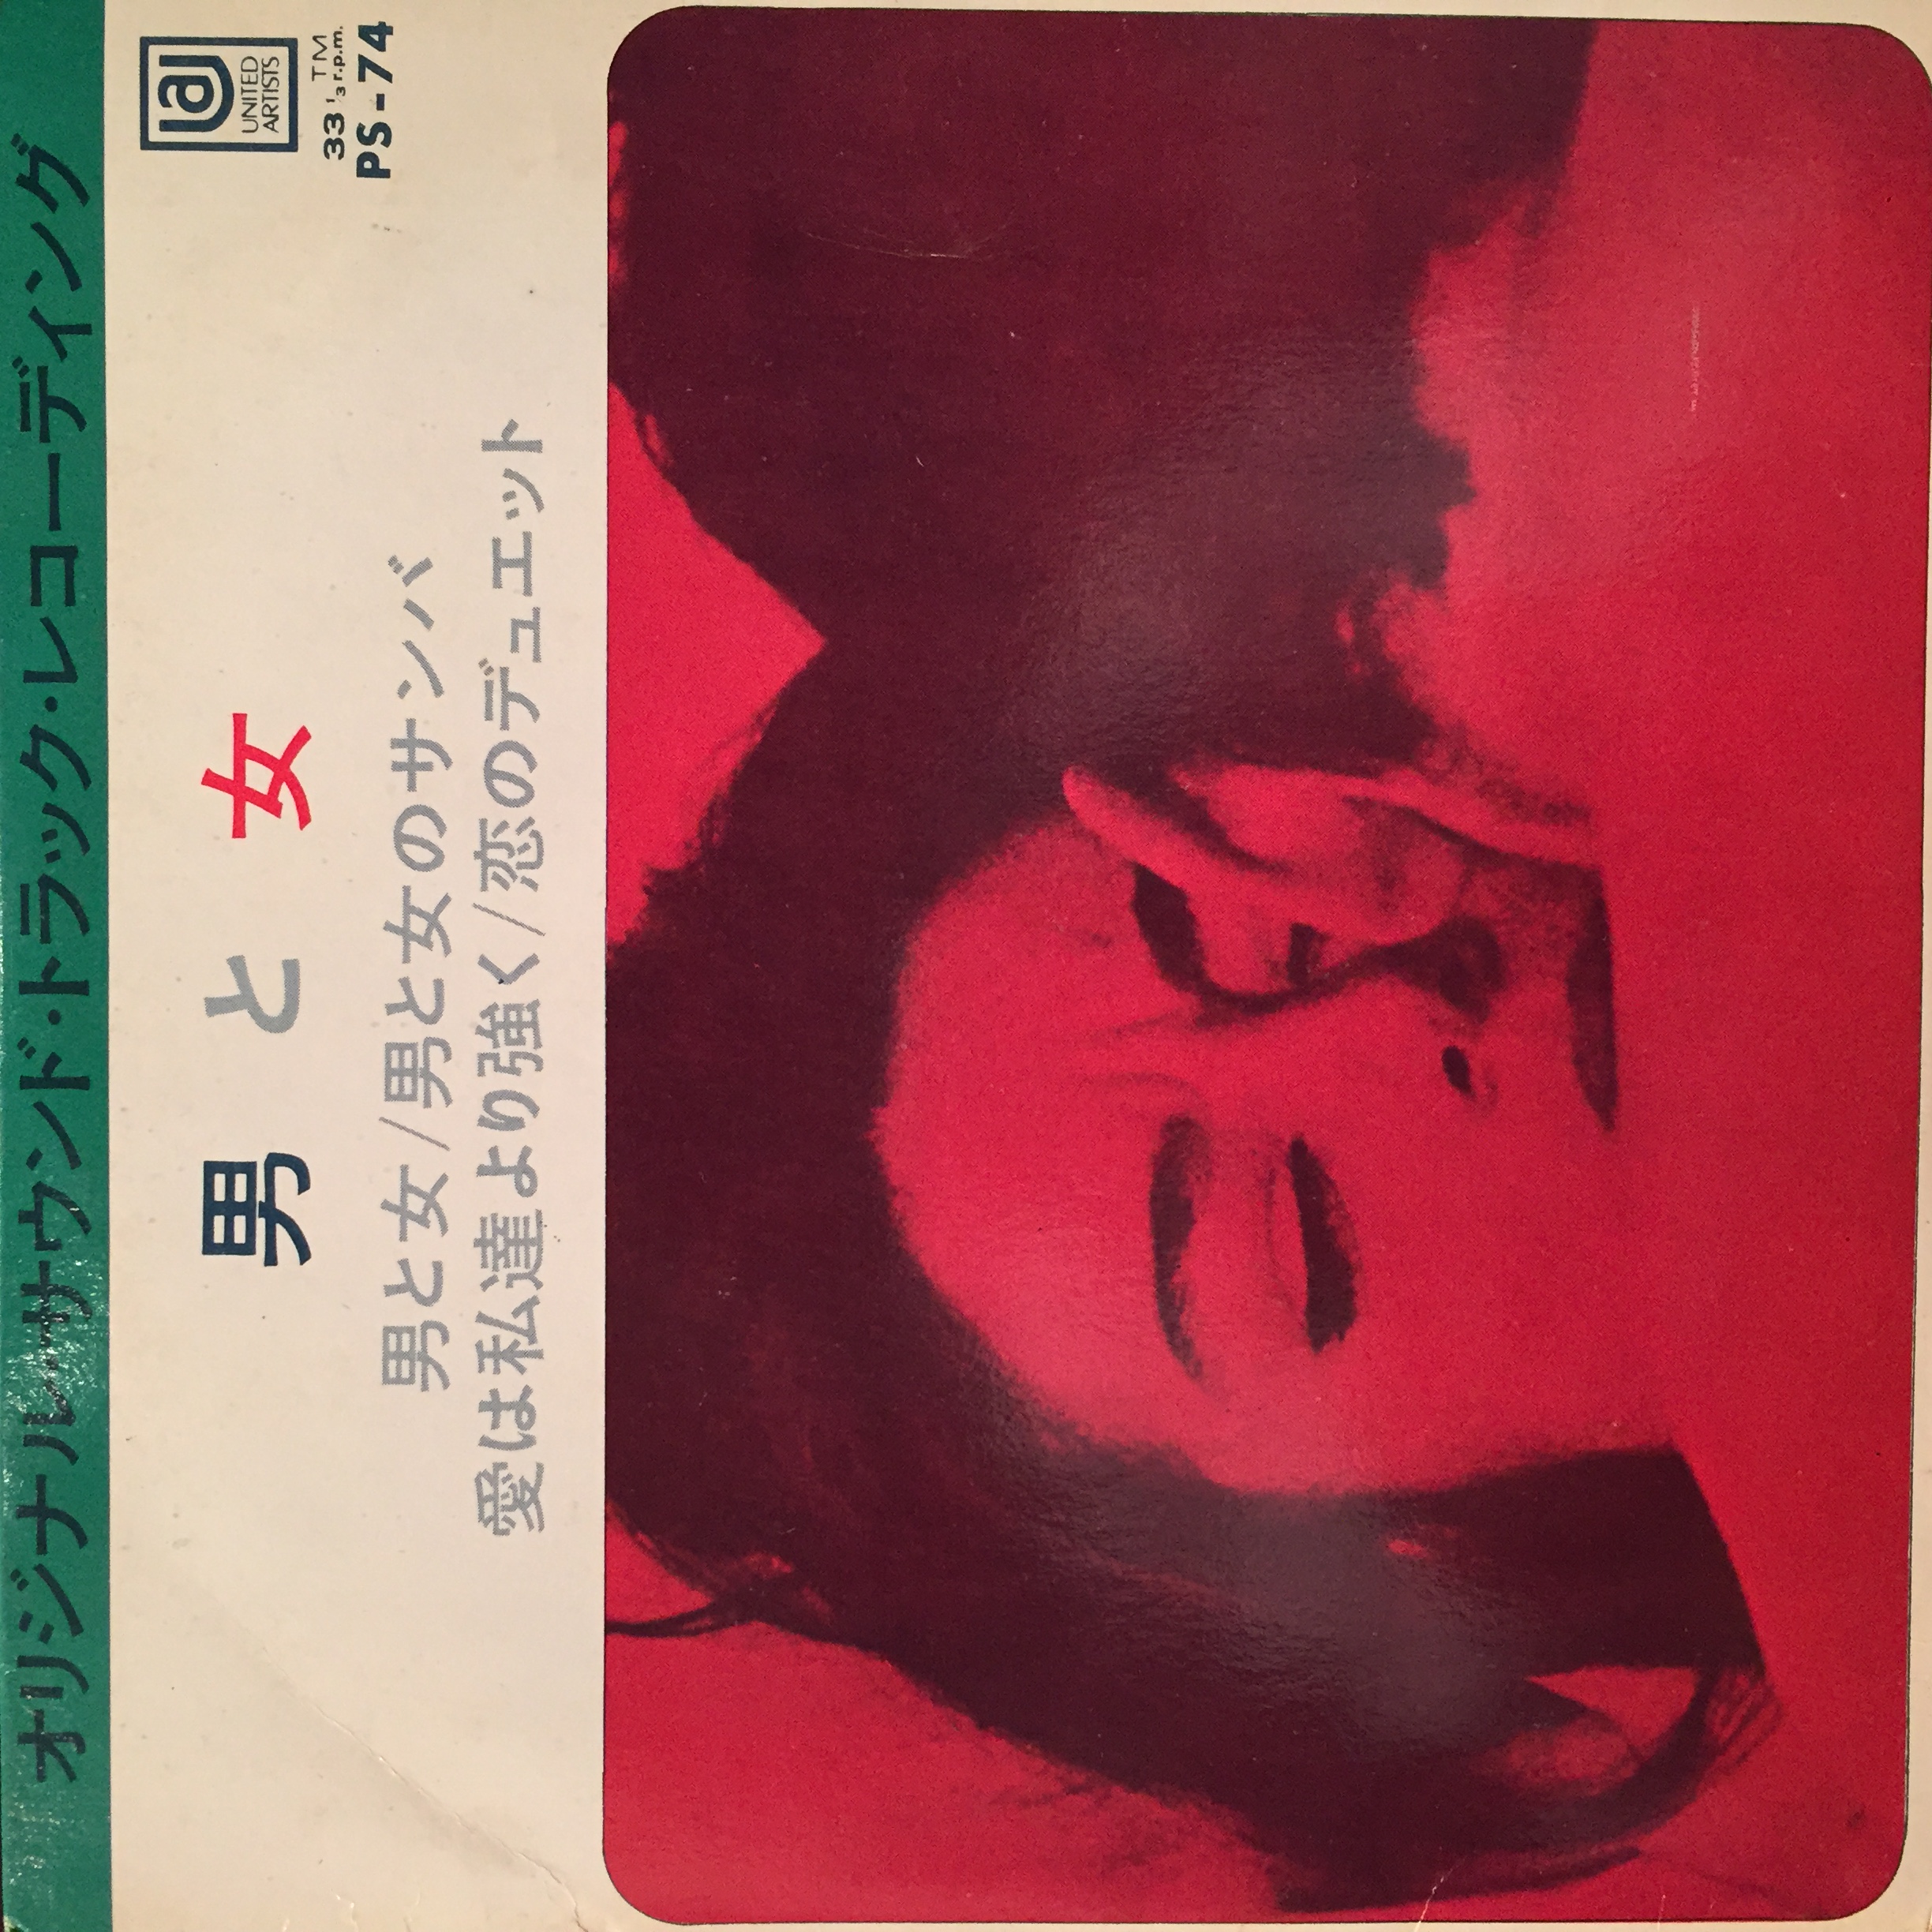 オリジナル・サウンド・トラック・レコーディング
UNITED
ARTISTS
33 1/3 r.p.m. TM
PS-74
男と女
男と女/男と女のサンバ
愛は私達より強く/恋のデュエット